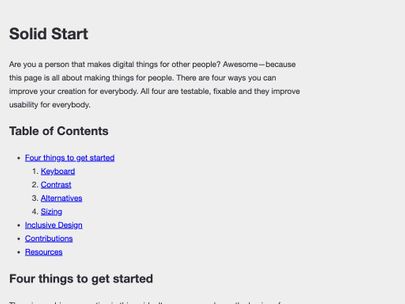 Solid Start
Are you a person that makes digital things for other people? Awesome—because
this page is all about making things for people. There are four ways you can
improve your creation for everybody. All four are testable, fixable and they improve
usability for everybody.
Table of Contents
• Four things to get started
1. Keyboard
2. Contrast
3. Alternatives
4. Sizing
• Inclusive Design
• Contributions
• Resources
Four things to get started